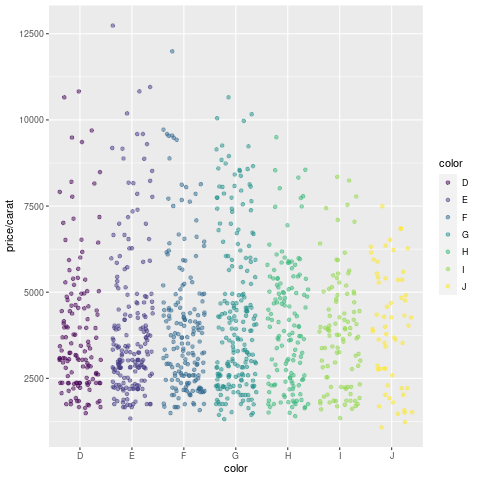 12500
10000
7500
5000
2500
price/carat
D E F G H I J
color
color
D
E
F
G
H
I
J